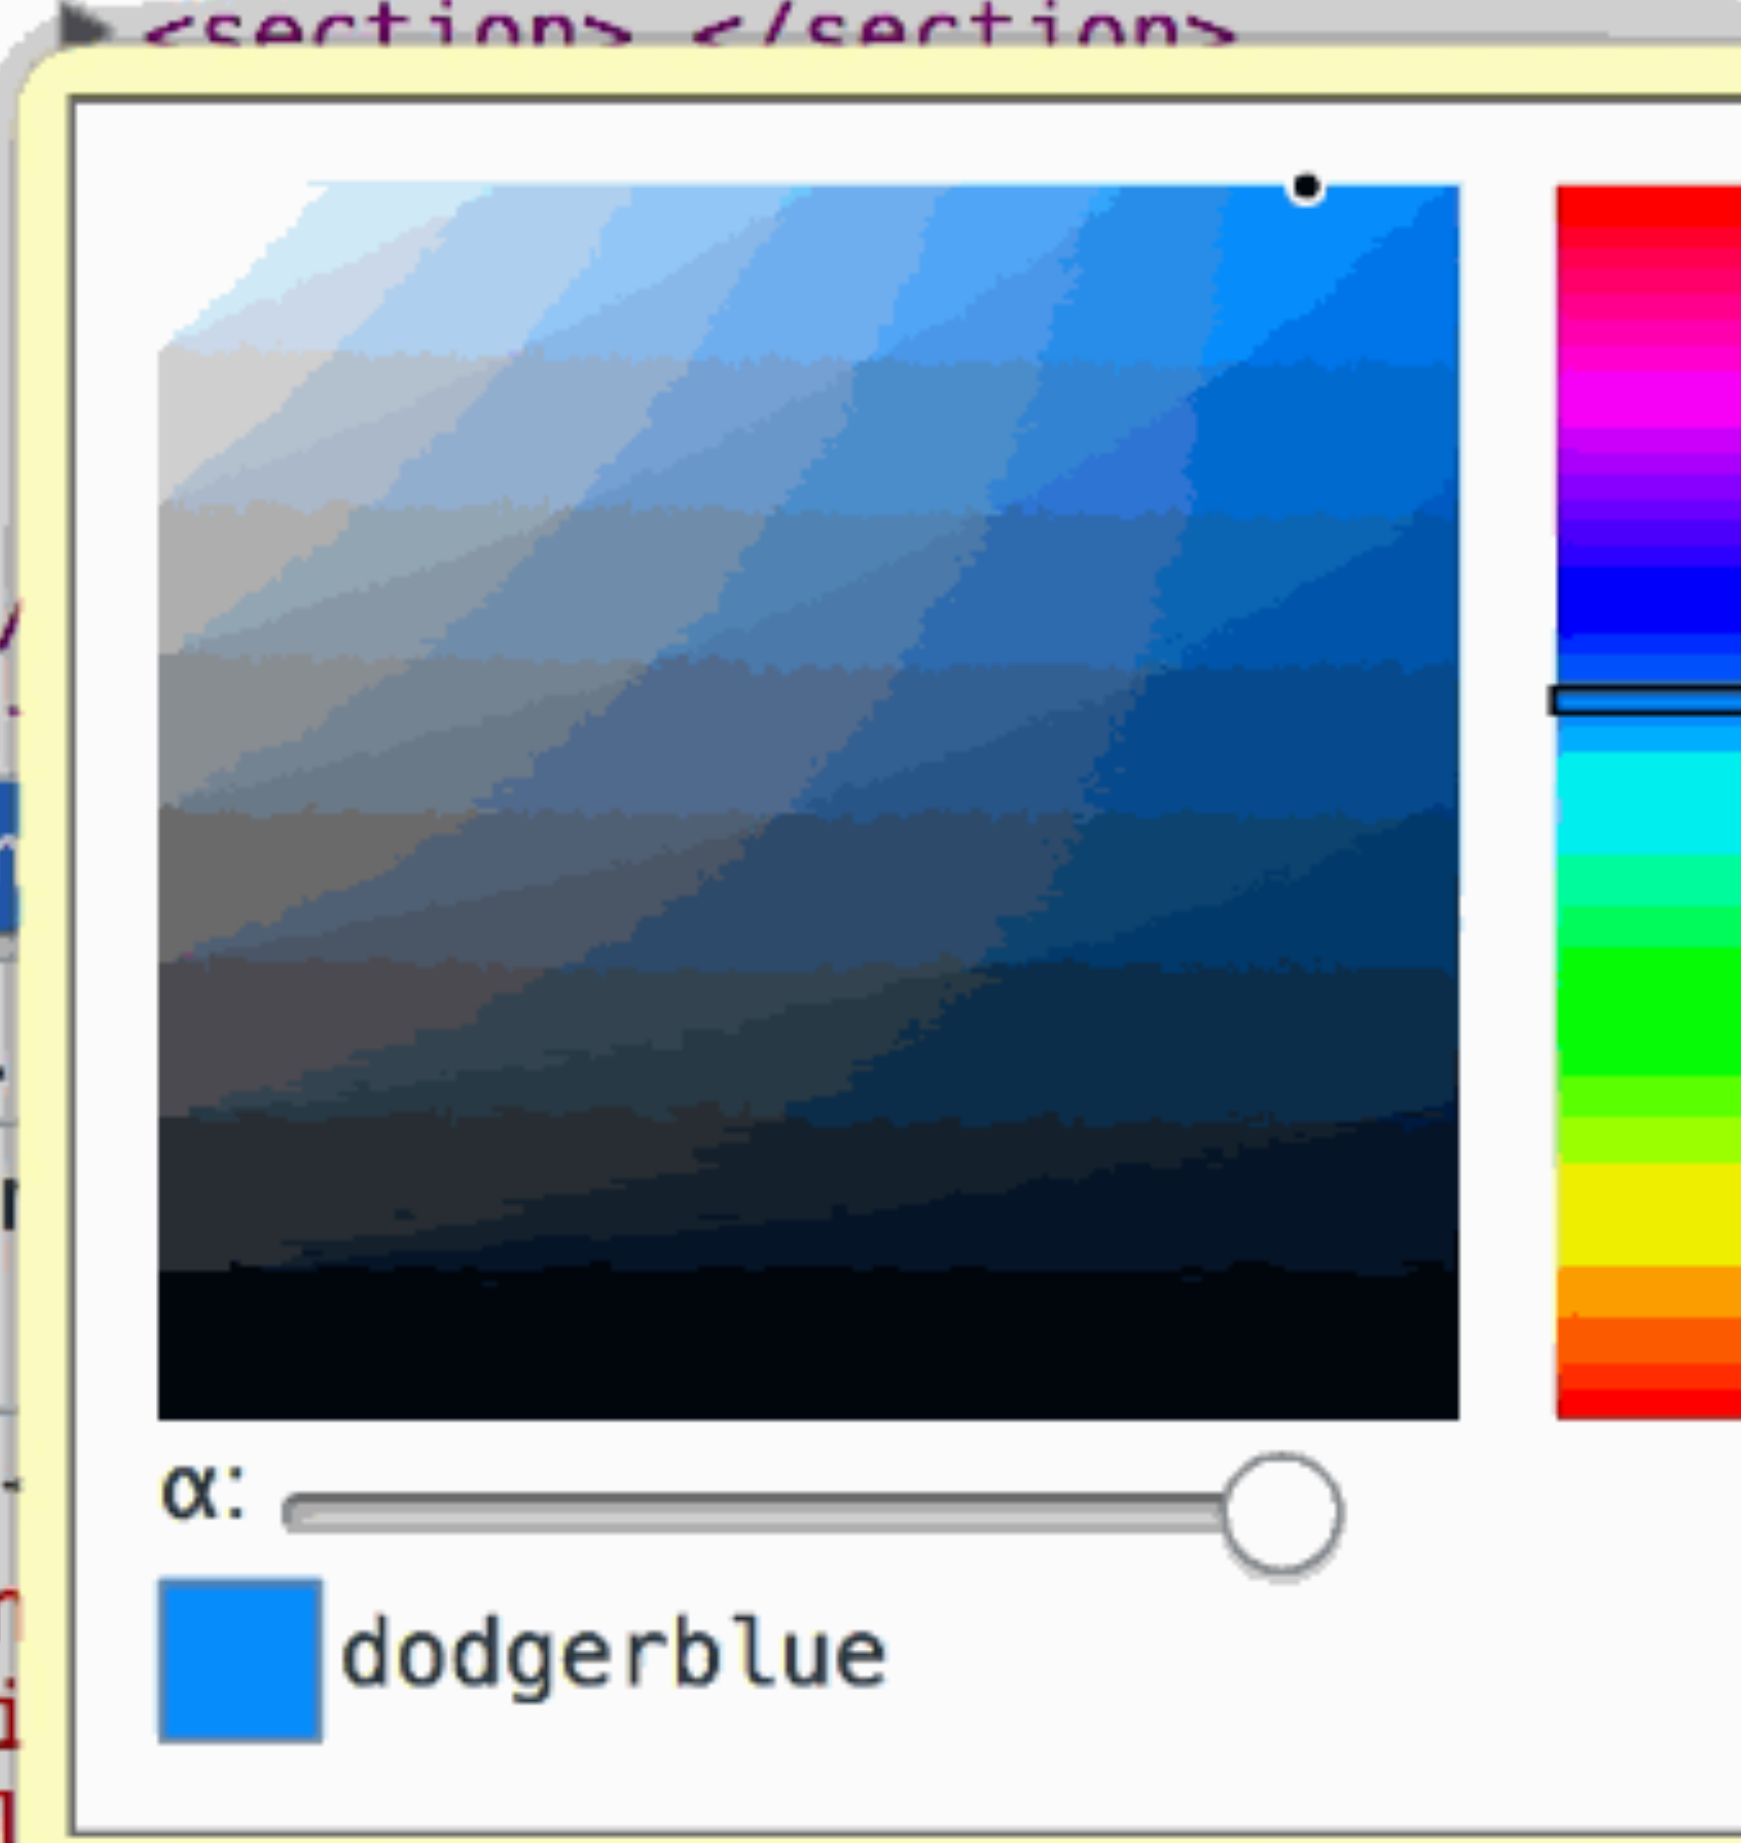 <section> </section>
α:
dodgerblue